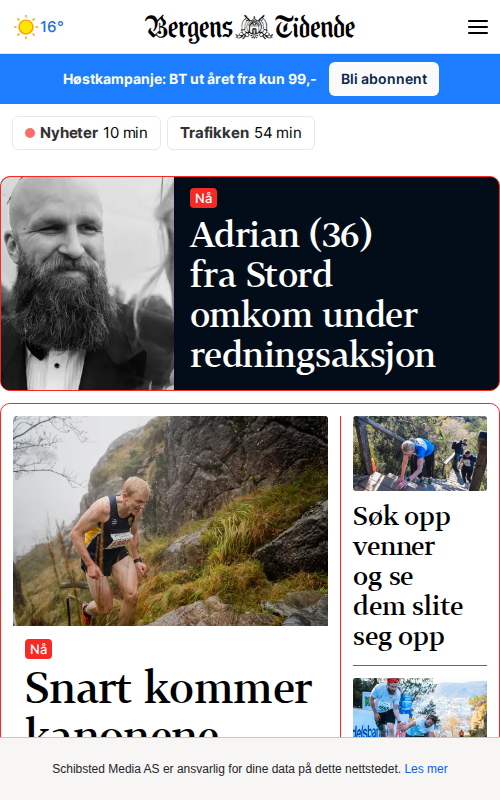 16°
Bergens Tidende
Høstkampanje: BT ut året fra kun 99,-
Bli abonnent
Nyheter 10 min
Trafikken 54 min
Nå
Adrian (36)
fra Stord
omkom under
redningsaksjon
Søk opp
venner
og se
dem slite
seg opp
Nå
Snart kommer
kanonene
Schibsted Media AS er ansvarlig for dine data på dette nettstedet. Les mer